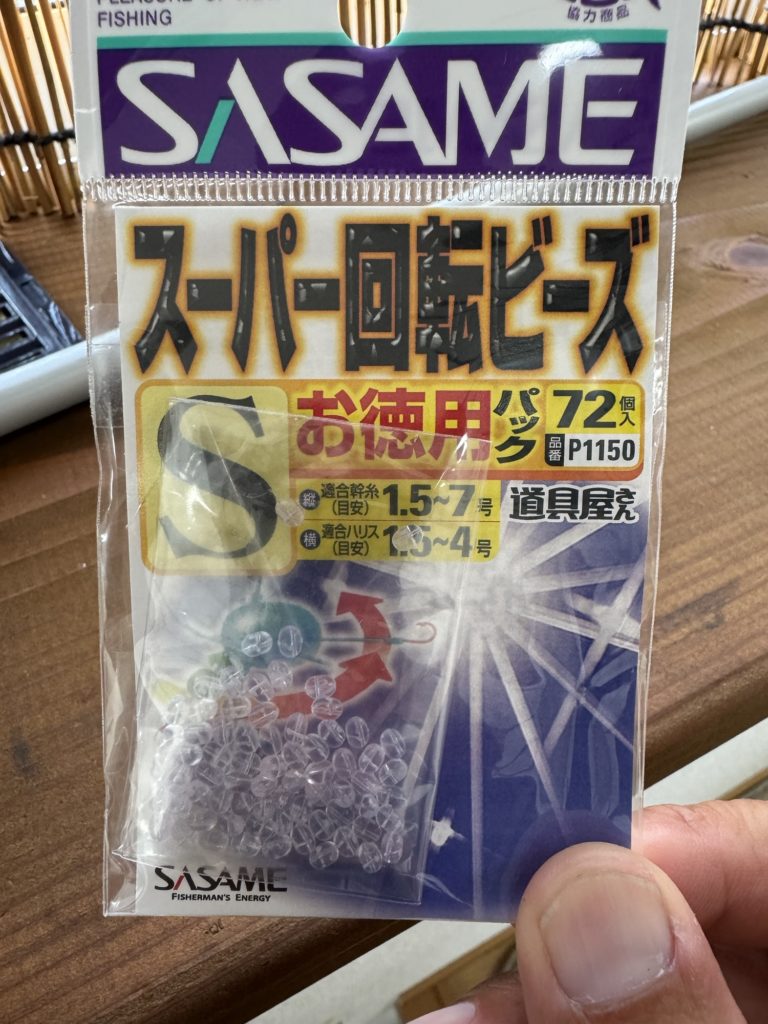 FISHING
協力商品
SASAME
スーパー回転ビーズ
S
お徳用パック
72個入
品番 P1150
縦 適合幹糸(目安) 1.5~7号
横 適合ハリス(目安) 1.5~4号
道具屋さん
SASAME
FISHERMAN'S ENERGY